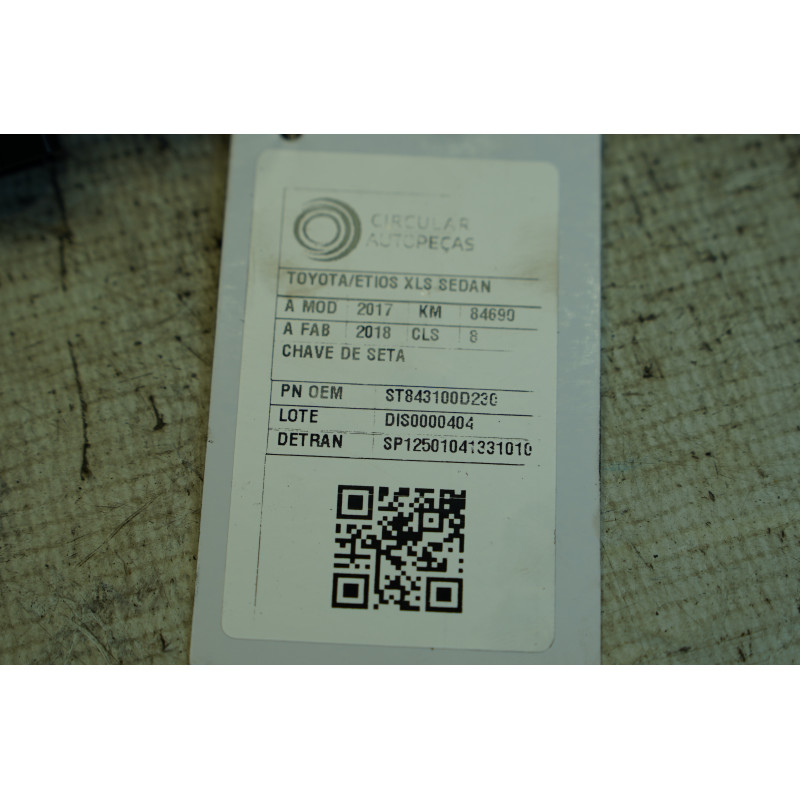 CIRCULAR
AUTOPEÇAS
TOYOTA/ETIOS XLS SEDAN
A MOD 2017 KM 84690
A FAB 2018 CLS 8
CHAVE DE SETA
PN OEM ST843100D230
LOTE DIS0000404
DETRAN SP12501041331010